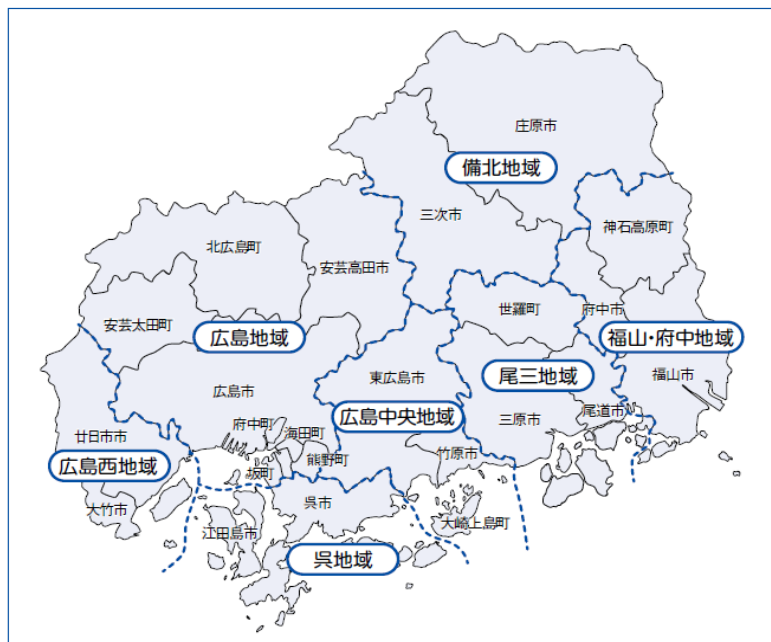 庄原市
備北地域
三次市
神石高原町
北広島町
安芸高田市
世羅町
府中市
安芸太田町
広島地域
福山・府中地域
尾三地域
東広島市
福山市
広島市
広島中央地域
三原市
尾道市
府中町
海田町
廿日市市
熊野町
竹原市
広島西地域
坂町
大竹市
呉市
大崎上島町
江田島市
呉地域